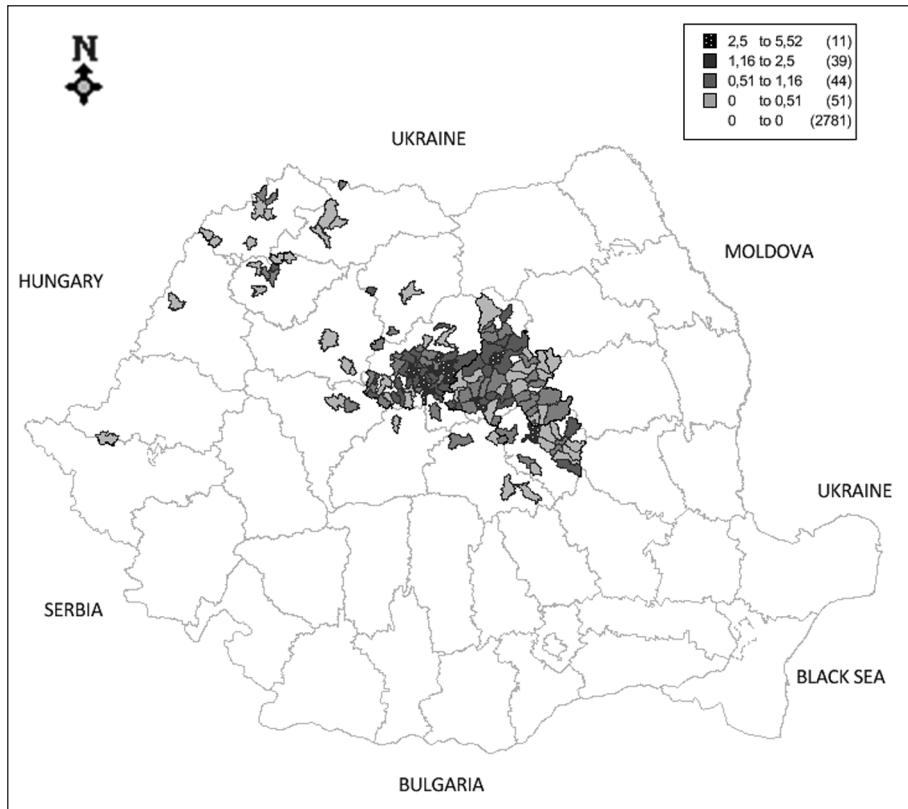 N
2,5 to 5,52 (11)
1,16 to 2,5 (39)
0,51 to 1,16 (44)
0 to 0,51 (51)
0 to 0 (2781)
UKRAINE
MOLDOVA
HUNGARY
UKRAINE
SERBIA
BLACK SEA
BULGARIA